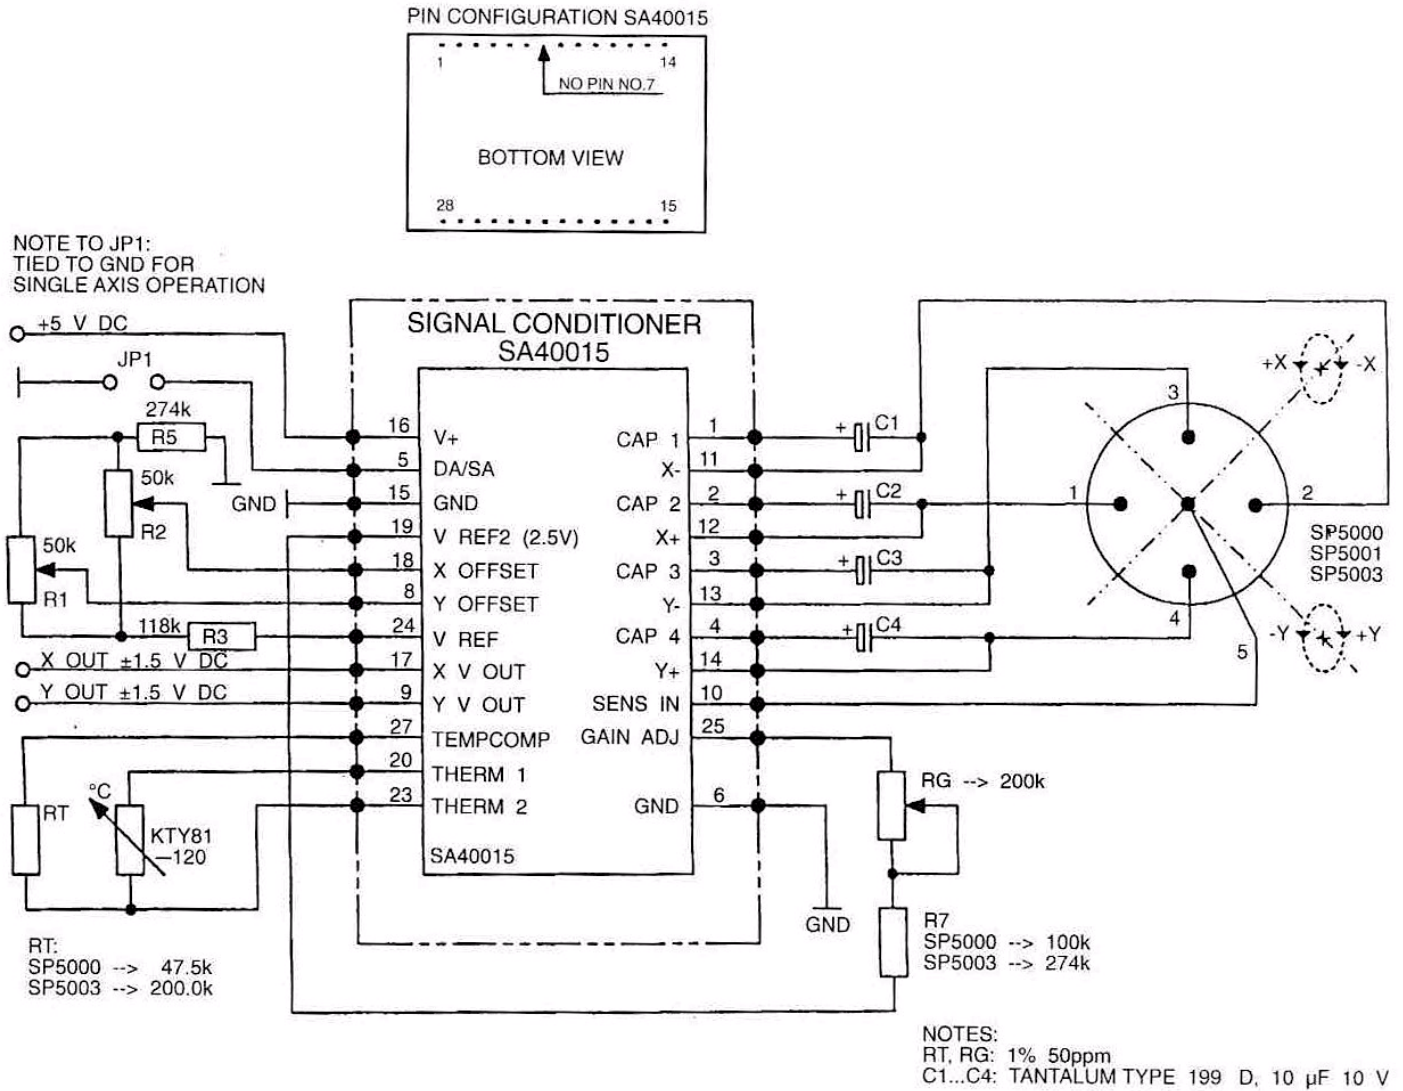 PIN CONFIGURATION SA40015
1 14
NO PIN NO.7
BOTTOM VIEW
28 15
NOTE TO JP1:
TIED TO GND FOR
SINGLE AXIS OPERATION
+5 V DC
JP1
274k
R5
50k
R2
GND
50k
R1
118k R3
X OUT ±1.5 V DC
Y OUT ±1.5 V DC
°C
RT
KTY81
–120
RT:
SP5000 --> 47.5k
SP5003 --> 200.0k
SIGNAL CONDITIONER
SA40015
16 V+
5 DA/SA
15 GND
19 V REF2 (2.5V)
18 X OFFSET
8 Y OFFSET
24 V REF
17 X V OUT
9 Y V OUT
27 TEMPCOMP
20 THERM 1
23 THERM 2
SA40015
CAP 1 1
X- 11
CAP 2 2
X+ 12
CAP 3 3
Y- 13
CAP 4 4
Y+ 14
SENS IN 10
GAIN ADJ 25
GND 6
+ C1
+ C2
+ C3
+ C4
3
1
2
4
5
+X -X
-Y +Y
SP5000
SP5001
SP5003
RG --> 200k
GND
R7
SP5000 --> 100k
SP5003 --> 274k
NOTES:
RT, RG: 1% 50ppm
C1...C4: TANTALUM TYPE 199 D, 10 µF 10 V